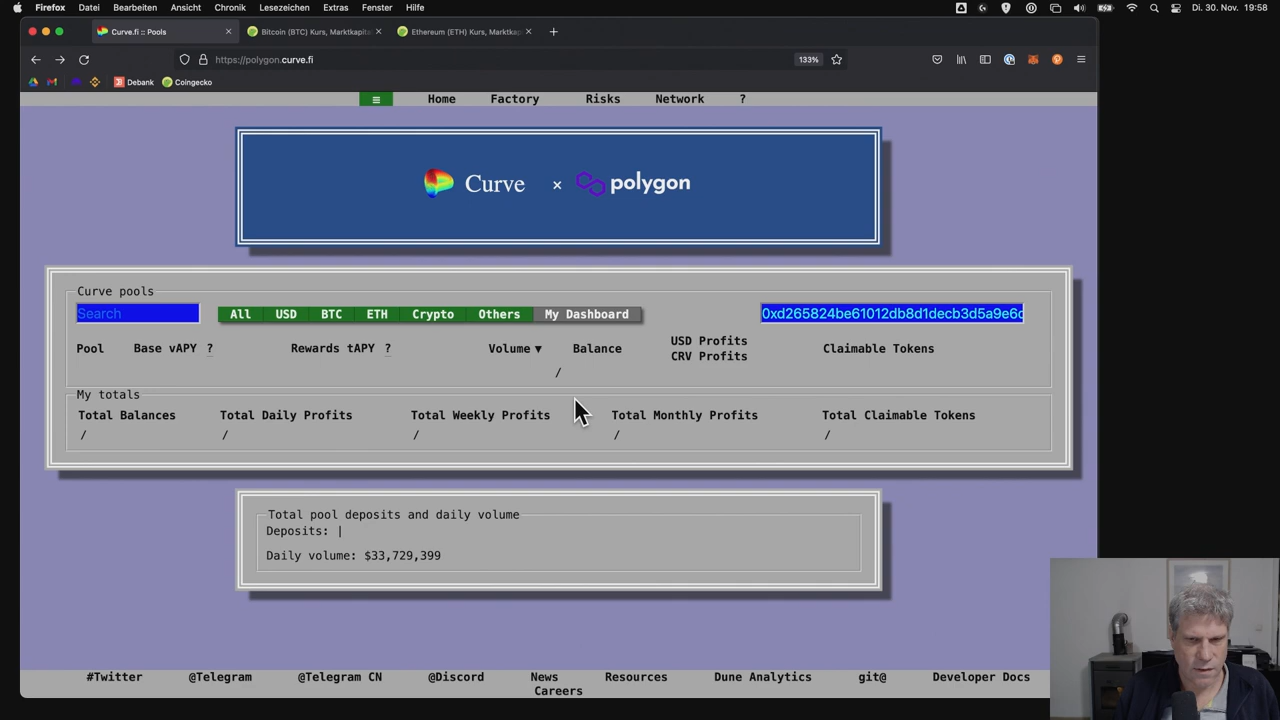 Firefox Datei Bearbeiten Ansicht Chronik Lesezeichen Extras Fenster Hilfe Di. 30. Nov. 19:58
Curve.fi :: Pools Bitcoin (BTC) Kurs, Marktkapita Ethereum (ETH) Kurs, Marktkap
https://polygon.curve.fi 133%
Debank Coingecko
Home Factory Risks Network ?
Curve × polygon
Curve pools
Search All USD BTC ETH Crypto Others My Dashboard 0xd265824be61012db8d1decb3d5a9e6c
Pool Base vAPY ? Rewards tAPY ? Volume ▼ Balance USD Profits Claimable Tokens
CRV Profits
/
My totals
Total Balances Total Daily Profits Total Weekly Profits Total Monthly Profits Total Claimable Tokens
/ / / / /
Total pool deposits and daily volume
Deposits: |
Daily volume: $33,729,399
#Twitter @Telegram @Telegram CN @Discord News Resources Dune Analytics git@ Developer Docs
Careers